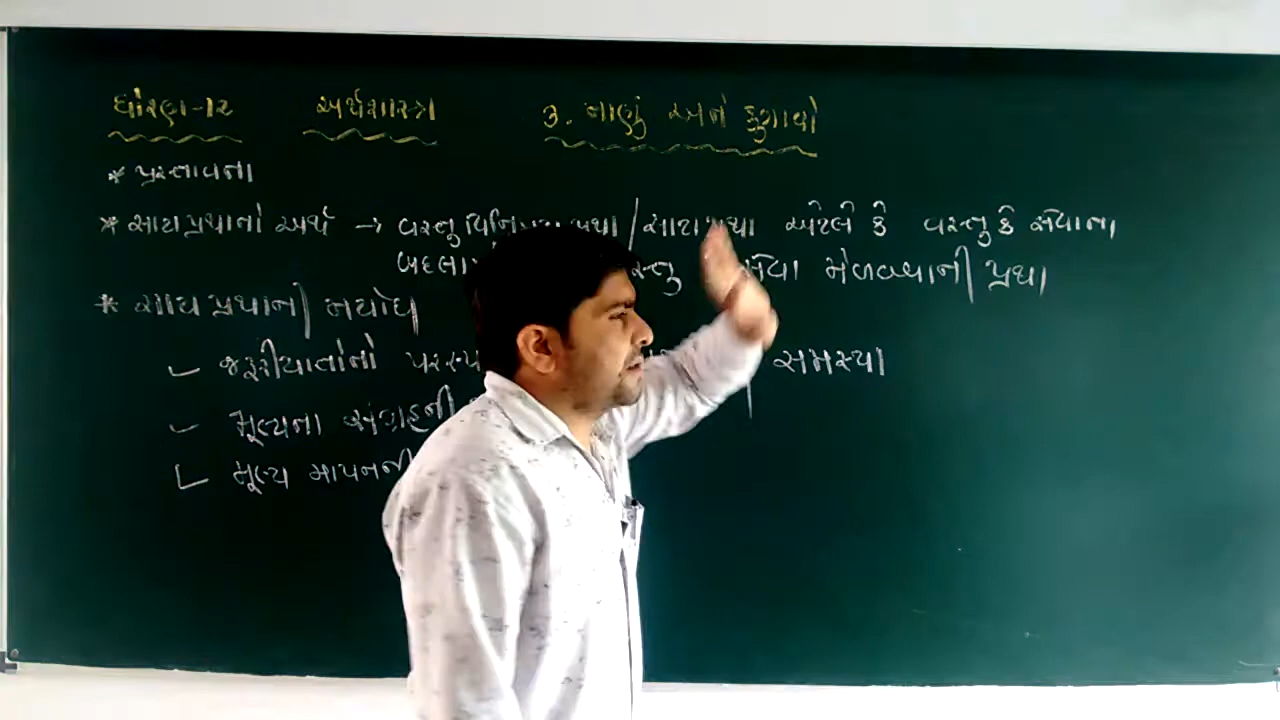 ધોરણ-૧૨ અર્થશાસ્ત્ર 3. નાણું અને ફુગાવો
* પ્રસ્તાવના
* સાટાપ્રથાનો અર્થ → વસ્તુ વિનિમય પ્રથા / સાટા પ્રથા એટલે કે વસ્તુ કે સેવાના
બદલામાં વસ્તુ સેવા મેળવવાની પ્રથા
* સાટા પ્રથાની મર્યાદા
જરૂરીયાતોનો પરસ્પ સમસ્યા
મૂલ્યના સંગ્રહની
મૂલ્ય માપનની